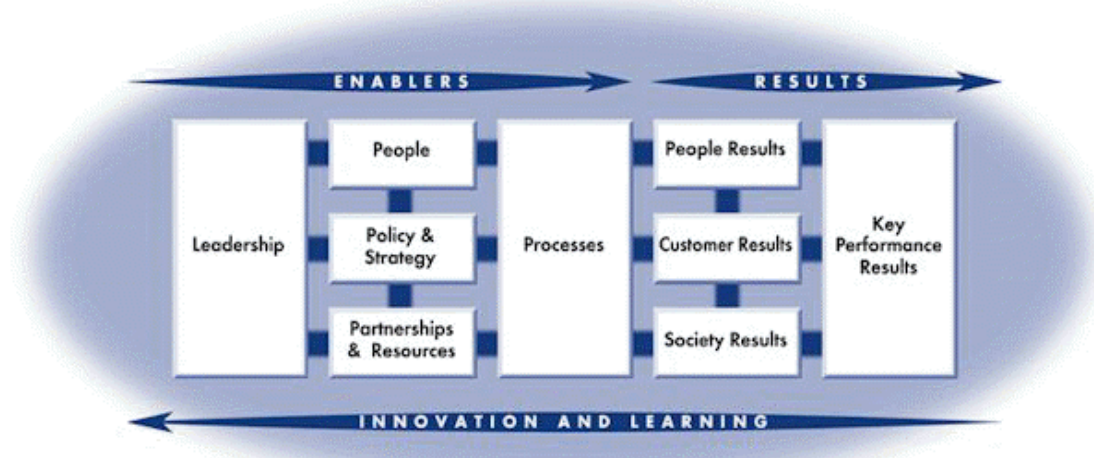 ENABLERS
RESULTS
Leadership
People
Policy &
Strategy
Partnerships
& Resources
Processes
People Results
Customer Results
Society Results
Key
Performance
Results
INNOVATION AND LEARNING